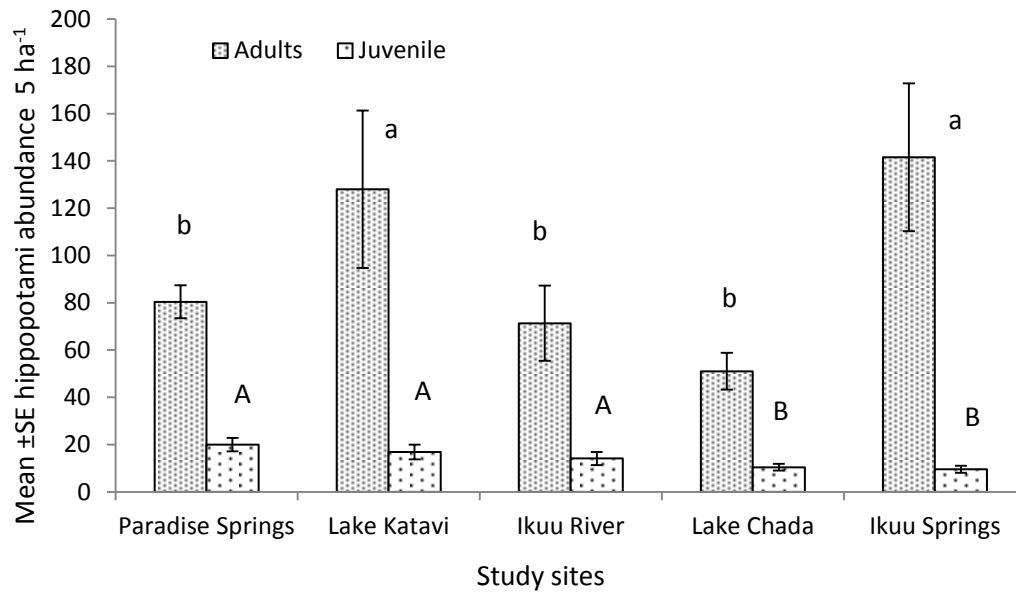 Mean ±SE hippopotami abundance 5 ha⁻¹
200
180
160
140
120
100
80
60
40
20
0
Adults Juvenile
b A
a A
b A
b B
a B
Paradise Springs Lake Katavi Ikuu River Lake Chada Ikuu Springs
Study sites